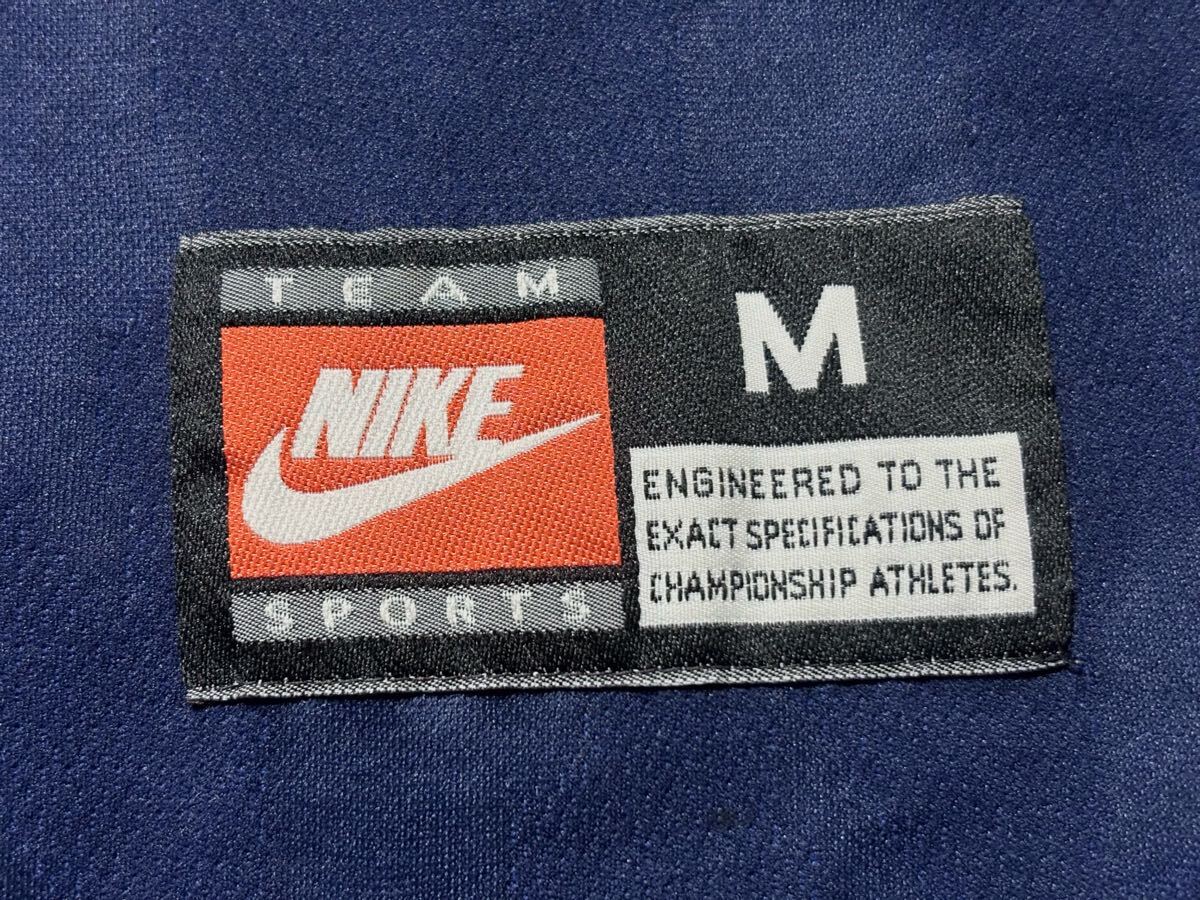 TEAM
NIKE
SPORTS
M
ENGINEERED TO THE
EXACT SPECIFICATIONS OF
CHAMPIONSHIP ATHLETES.